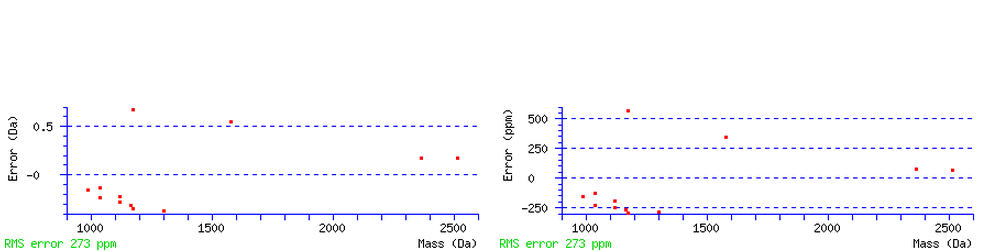 Error (Da)
0.5
-0
1000
1500
2000
2500
RMS error 273 ppm
Mass (Da)
Error (ppm)
500
250
0
-250
1000
1500
2000
2500
RMS error 273 ppm
Mass (Da)